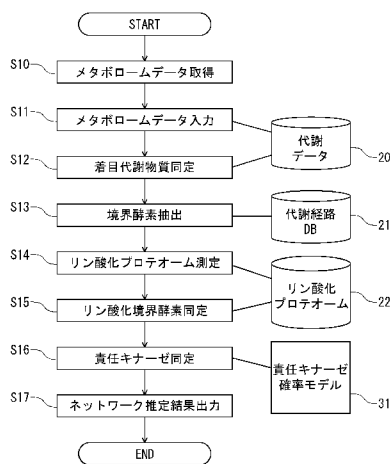 START
S10
メタボロームデータ取得
S11
メタボロームデータ入力
代謝
データ
20
S12
着目代謝物質同定
S13
境界酵素抽出
代謝経路
DB
21
S14
リン酸化プロテオーム測定
リン酸化
プロテオーム
22
S15
リン酸化境界酵素同定
S16
責任キナーゼ同定
責任キナーゼ
確率モデル
31
S17
ネットワーク推定結果出力
END